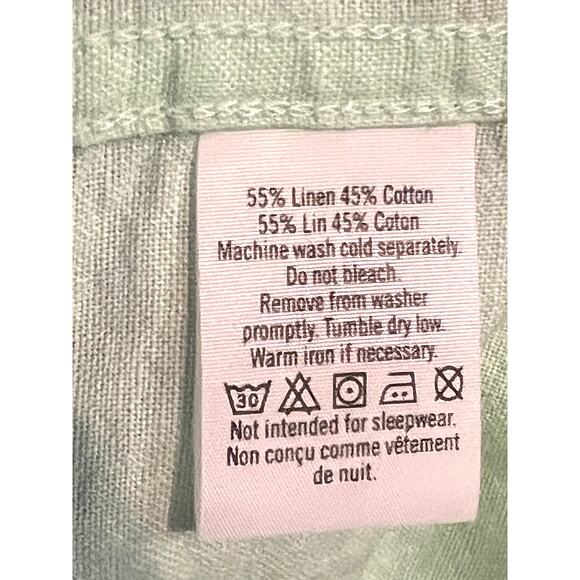 55% Linen 45% Cotton
55% Lin 45% Coton
Machine wash cold separately.
Do not bleach.
Remove from washer
promptly. Tumble dry low.
Warm iron if necessary.
30
Not intended for sleepwear.
Non conçu comme vêtement
de nuit.